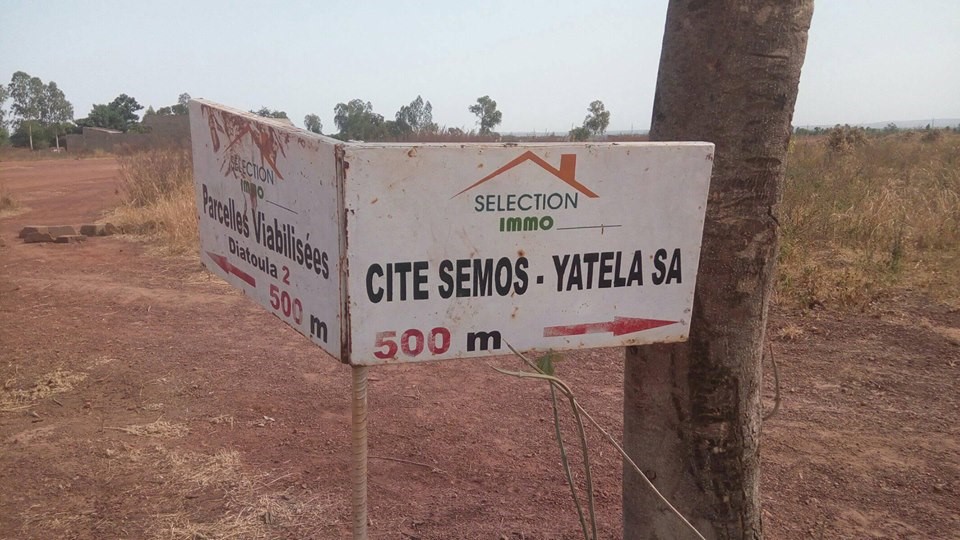 SELECTION
IMMO
Parcelles Viabilisées
Diatoula 2
500 m
SELECTION
IMMO
CITE SEMOS - YATELA SA
500 m